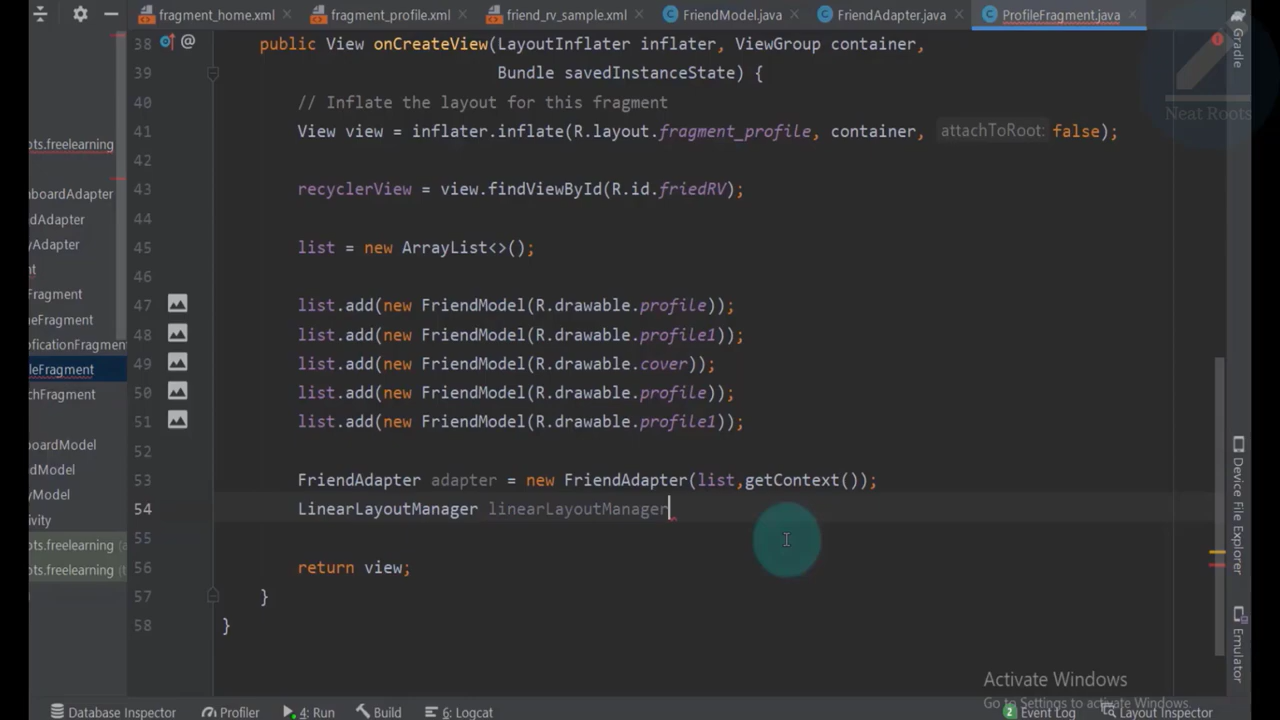 fragment_home.xml fragment_profile.xml friend_rv_sample.xml FriendModel.java FriendAdapter.java ProfileFragment.java
38 @ public View onCreateView(LayoutInflater inflater, ViewGroup container,
39 Bundle savedInstanceState) {
40 // Inflate the layout for this fragment
41 View view = inflater.inflate(R.layout.fragment_profile, container, attachToRoot: false);
42
43 recyclerView = view.findViewById(R.id.friedRV);
44
45 list = new ArrayList<>();
46
47 list.add(new FriendModel(R.drawable.profile));
48 list.add(new FriendModel(R.drawable.profile1));
49 list.add(new FriendModel(R.drawable.cover));
50 list.add(new FriendModel(R.drawable.profile));
51 list.add(new FriendModel(R.drawable.profile1));
52
53 FriendAdapter adapter = new FriendAdapter(list,getContext());
54 LinearLayoutManager linearLayoutManager
55
56 return view;
57 }
58 }
ots.freelearning
hboardAdapter
ndAdapter
yAdapter
nt
Fragment
neFragment
oficationFragmen
leFragment
chFragment
boardModel
ndModel
yModel
ivity
ots.freelearning (a
ots.freelearning (t
Gradle
Neat Roots
Device File Explorer
Emulator
Activate Windows
Go to Settings to activate Windows.
Database Inspector Profiler 4: Run Build 6: Logcat 2 Event Log Layout Inspector